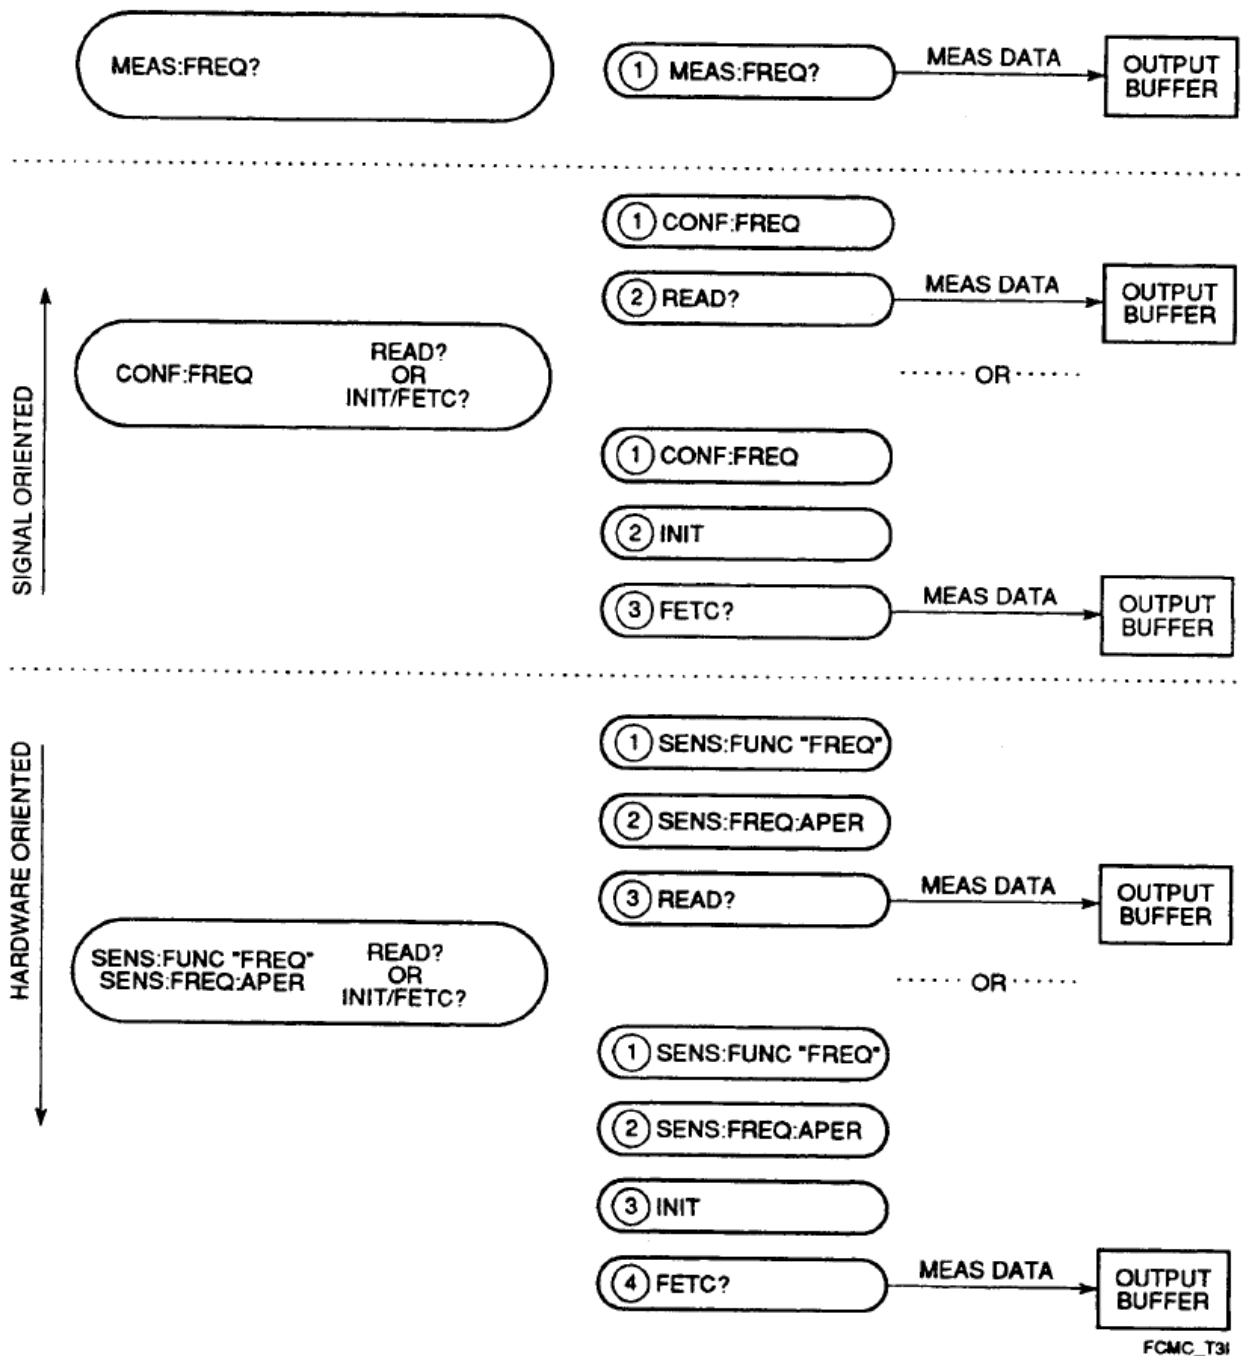 MEAS:FREQ?
1 MEAS:FREQ?
MEAS DATA
OUTPUT
BUFFER
SIGNAL ORIENTED
CONF:FREQ
READ?
OR
INIT/FETC?
1 CONF:FREQ
2 READ?
MEAS DATA
OUTPUT
BUFFER
OR
1 CONF:FREQ
2 INIT
3 FETC?
MEAS DATA
OUTPUT
BUFFER
HARDWARE ORIENTED
SENS:FUNC "FREQ"
SENS:FREQ:APER
READ?
OR
INIT/FETC?
1 SENS:FUNC "FREQ"
2 SENS:FREQ:APER
3 READ?
MEAS DATA
OUTPUT
BUFFER
OR
1 SENS:FUNC "FREQ"
2 SENS:FREQ:APER
3 INIT
4 FETC?
MEAS DATA
OUTPUT
BUFFER
FCMC_T3I